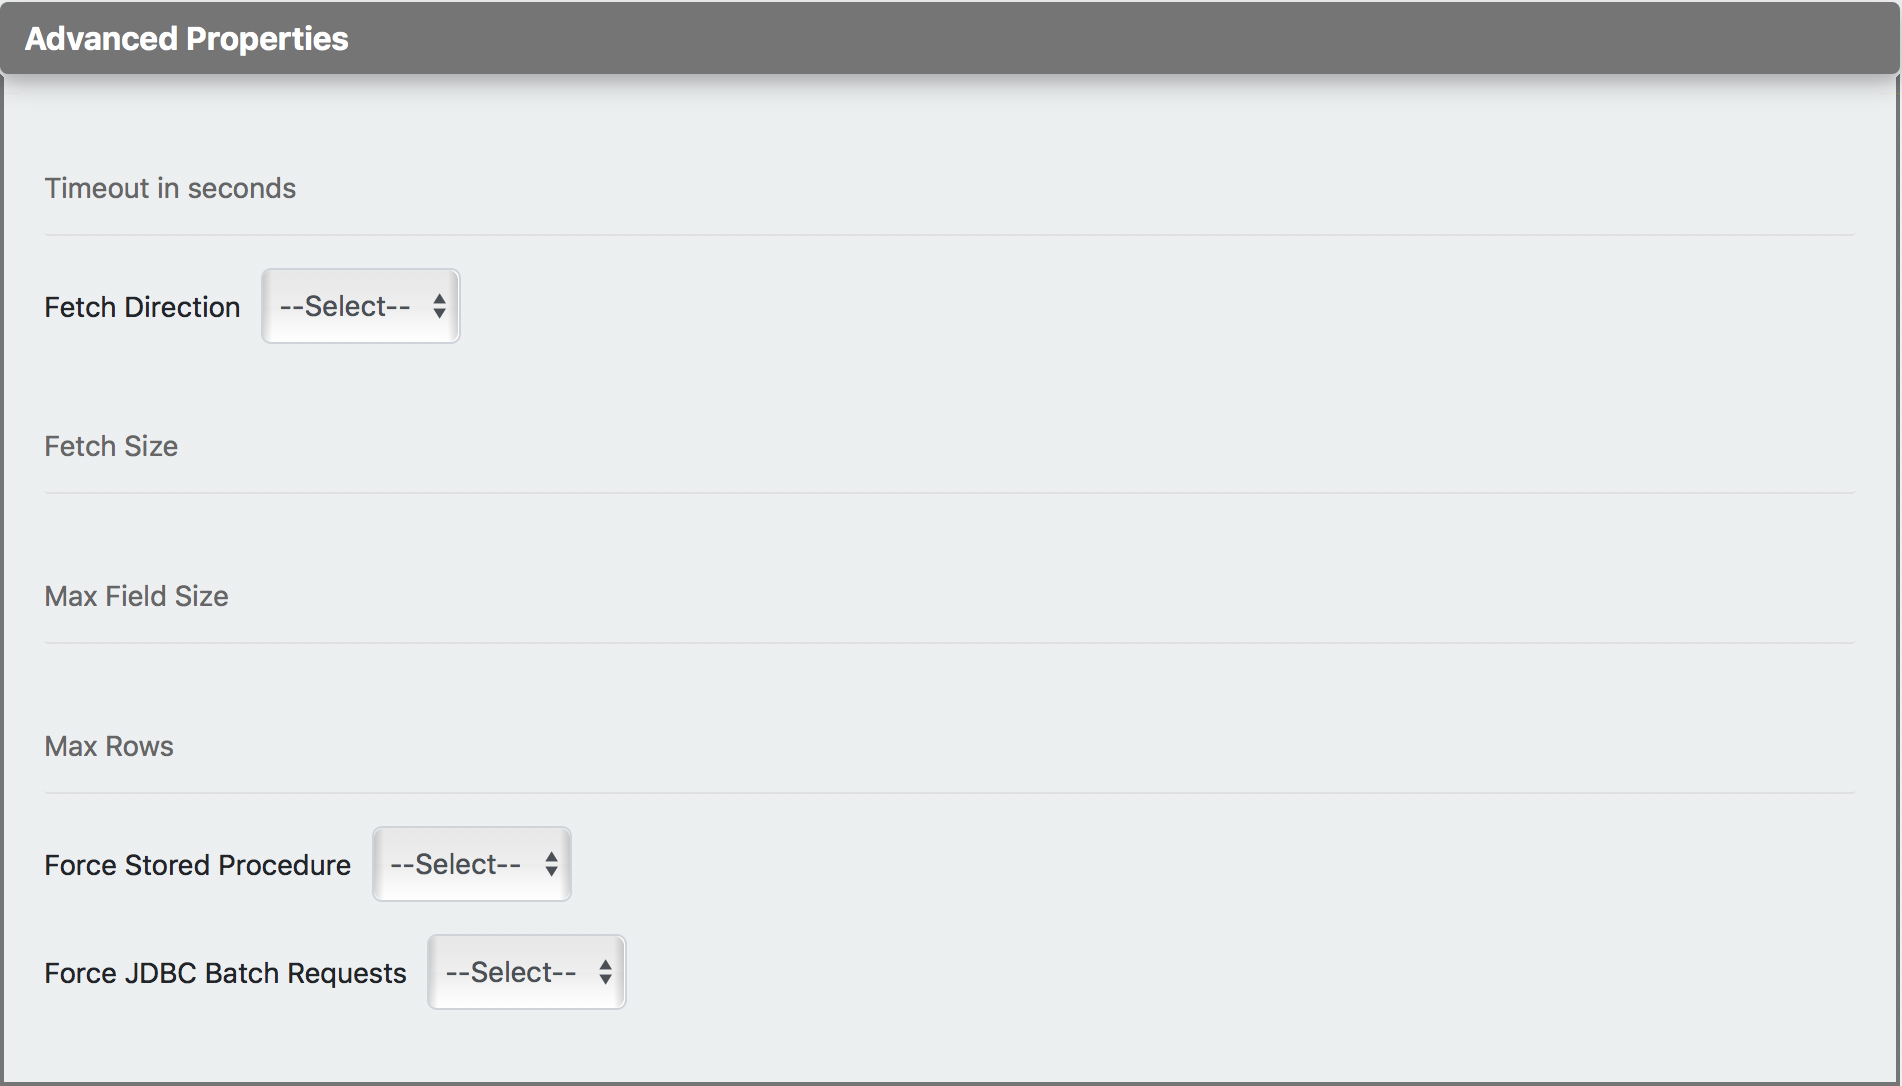 Advanced Properties
Timeout in seconds
Fetch Direction --Select--
Fetch Size
Max Field Size
Max Rows
Force Stored Procedure --Select--
Force JDBC Batch Requests --Select--